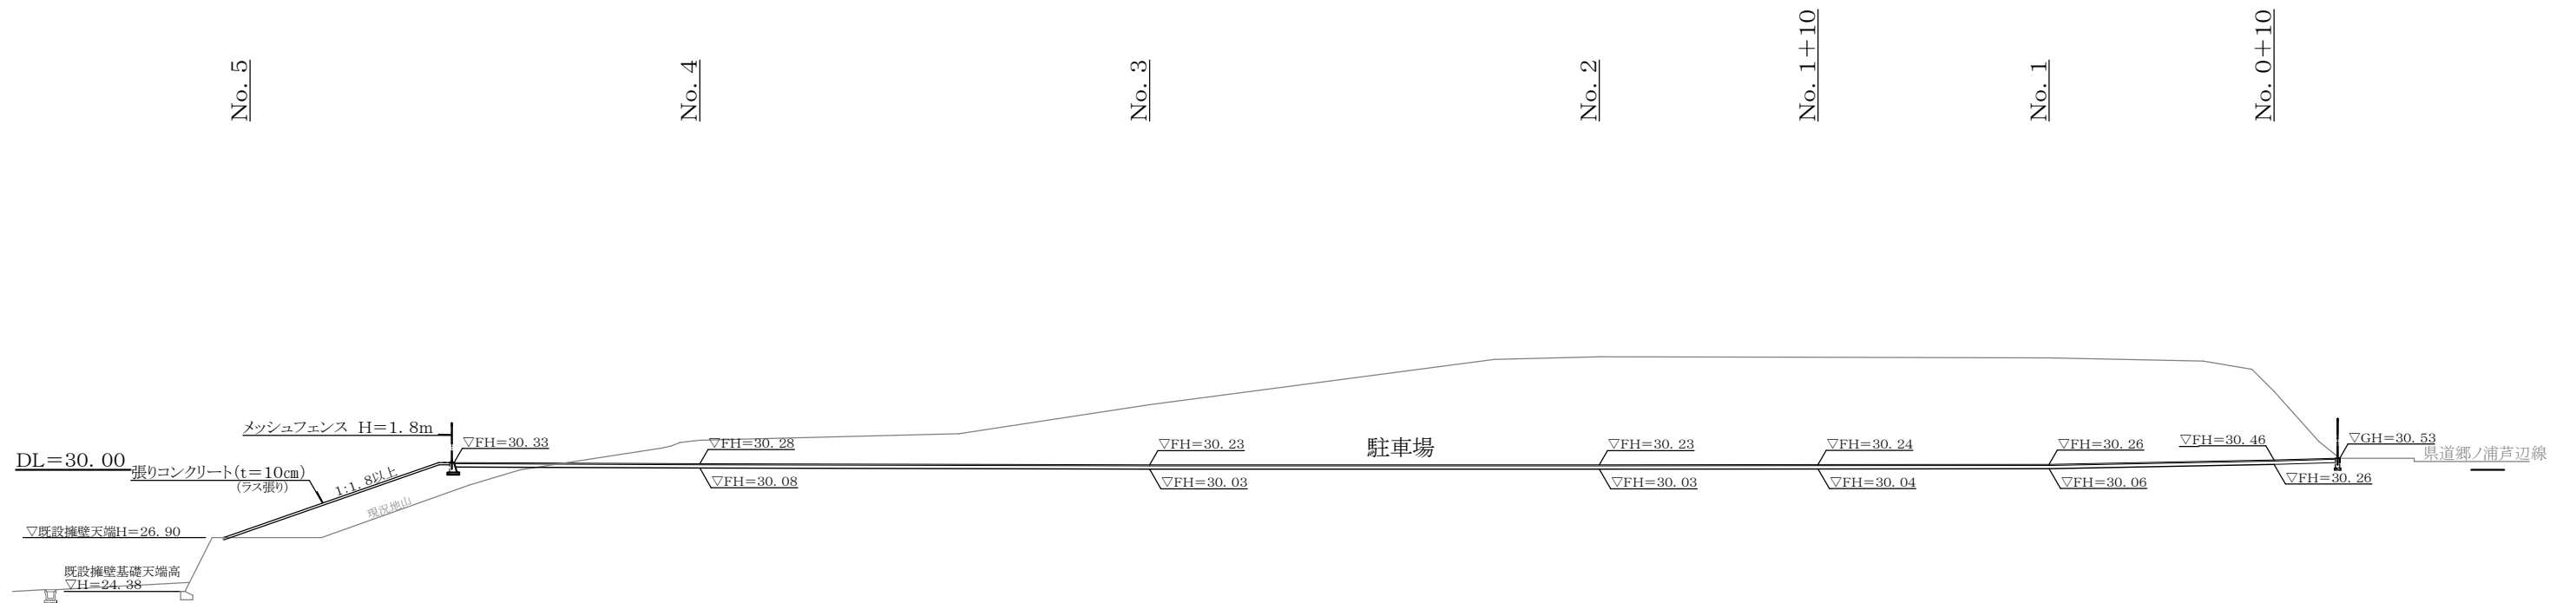 No. 5
No. 4
No. 3
No. 2
No. 1+10
No. 1
No. 0+10
メッシュフェンス H=1. 8m
▽FH=30. 33
▽FH=30. 28
▽FH=30. 23
駐車場
▽FH=30. 23
▽FH=30. 24
▽FH=30. 26
▽FH=30. 46
▽GH=30. 53
県道郷ノ浦芦辺線
DL=30. 00
張りコンクリート(t=10㎝)
(ラス張り)
1:1. 8以上
現況地山
▽FH=30. 08
▽FH=30. 03
▽FH=30. 03
▽FH=30. 04
▽FH=30. 06
▽FH=30. 26
▽既設擁壁天端H=26. 90
既設擁壁基礎天端高
▽H=24. 38